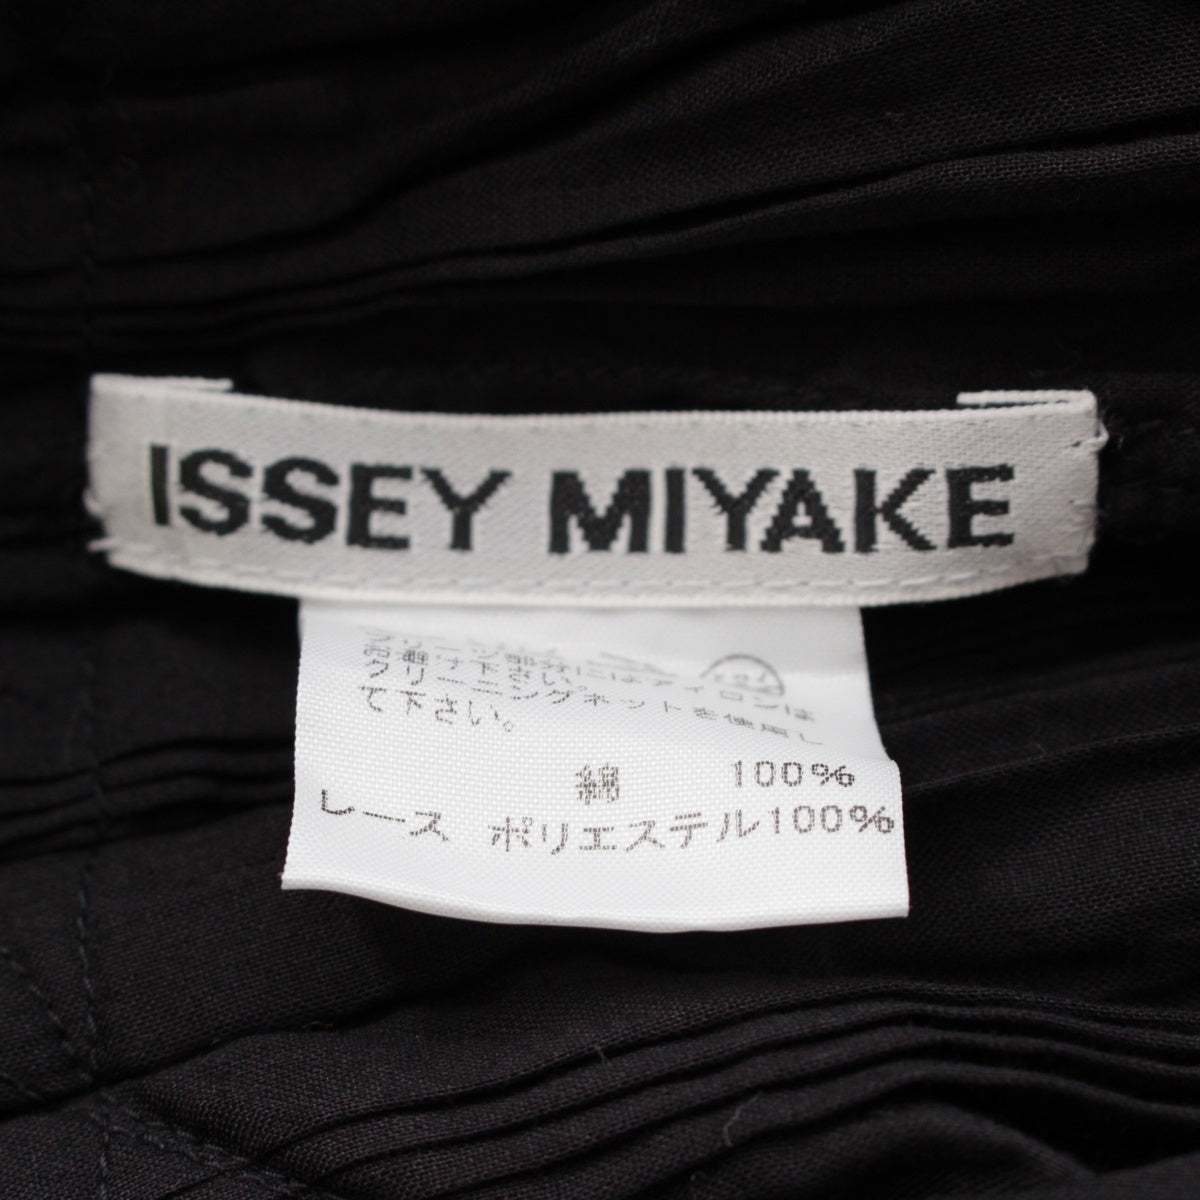 ISSEY MIYAKE
お避け下さい。
クリーニングネットを使用し
て下さい。
綿 100%
レース ポリエステル100%